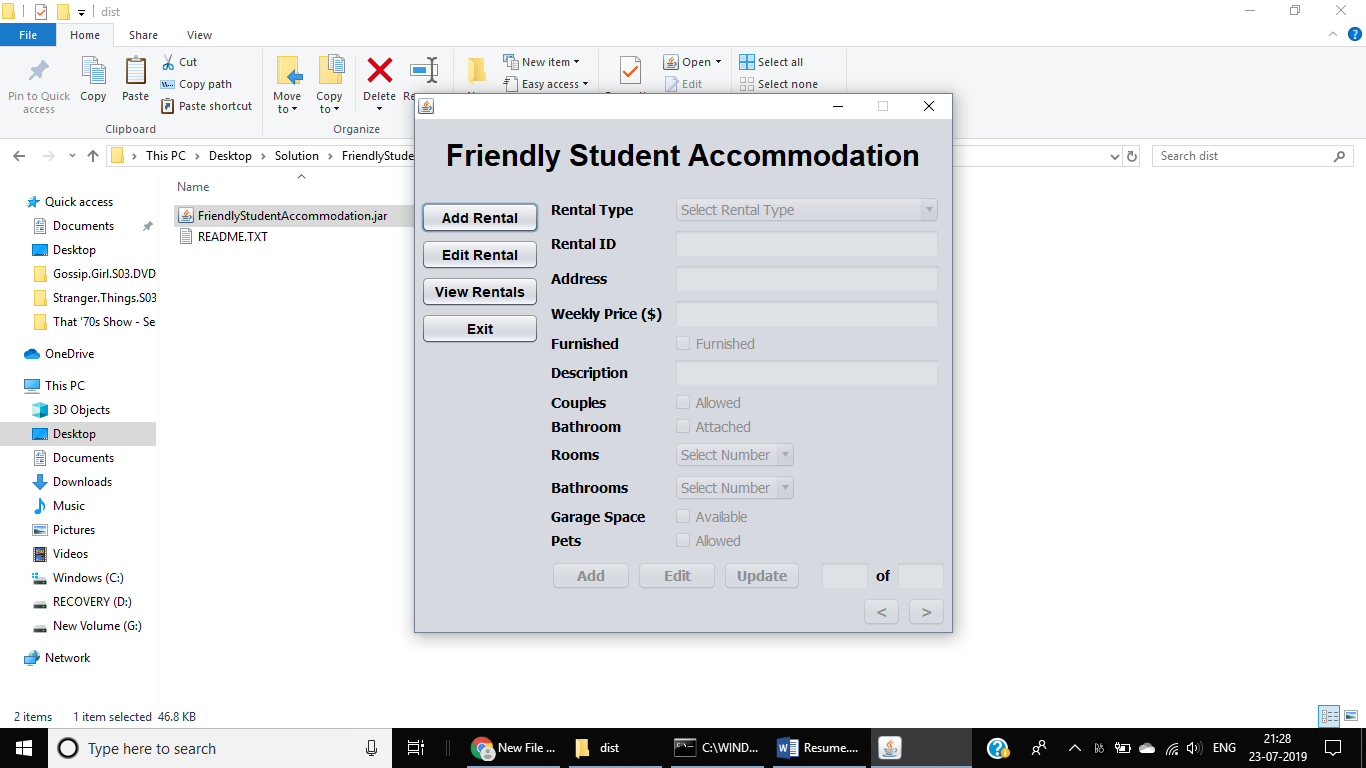 dist
File Home Share View
Pin to Quick access
Copy
Paste
Cut
Copy path
Paste shortcut
Clipboard
Move to
Copy to
Delete
Organize
New item
Easy access
Open
Edit
Select all
Select none
This PC Desktop Solution FriendlyStude
Search dist
Name
FriendlyStudentAccommodation.jar
README.TXT
Quick access
Documents
Desktop
Gossip.Girl.S03.DVD
Stranger.Things.S03
That '70s Show - Se
OneDrive
This PC
3D Objects
Desktop
Documents
Downloads
Music
Pictures
Videos
Windows (C:)
RECOVERY (D:)
New Volume (G:)
Network
Friendly Student Accommodation
Add Rental
Edit Rental
View Rentals
Exit
Rental Type Select Rental Type
Rental ID
Address
Weekly Price ($)
Furnished Furnished
Description
Couples Allowed
Bathroom Attached
Rooms Select Number
Bathrooms Select Number
Garage Space Available
Pets Allowed
Add Edit Update of
< >
2 items 1 item selected 46.8 KB
Type here to search
New File ...
dist
C:\WIND...
Resume....
ENG
21:28
23-07-2019